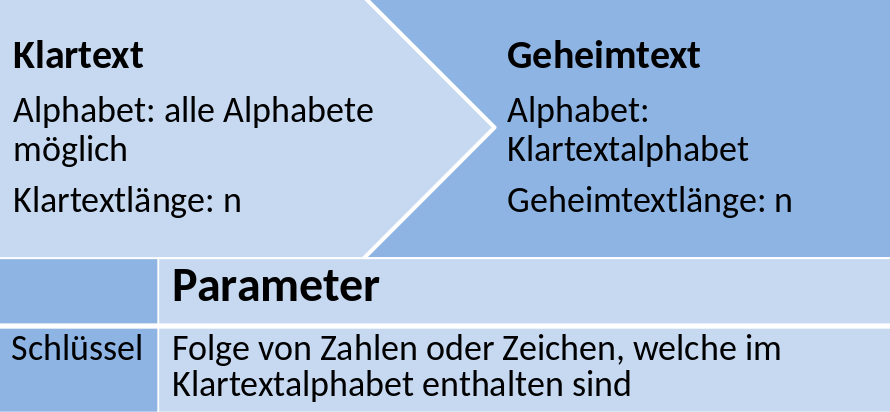 Klartext
Alphabet: alle Alphabete
möglich
Klartextlänge: n
Geheimtext
Alphabet:
Klartextalphabet
Geheimtextlänge: n
Parameter
Schlüssel
Folge von Zahlen oder Zeichen, welche im
Klartextalphabet enthalten sind